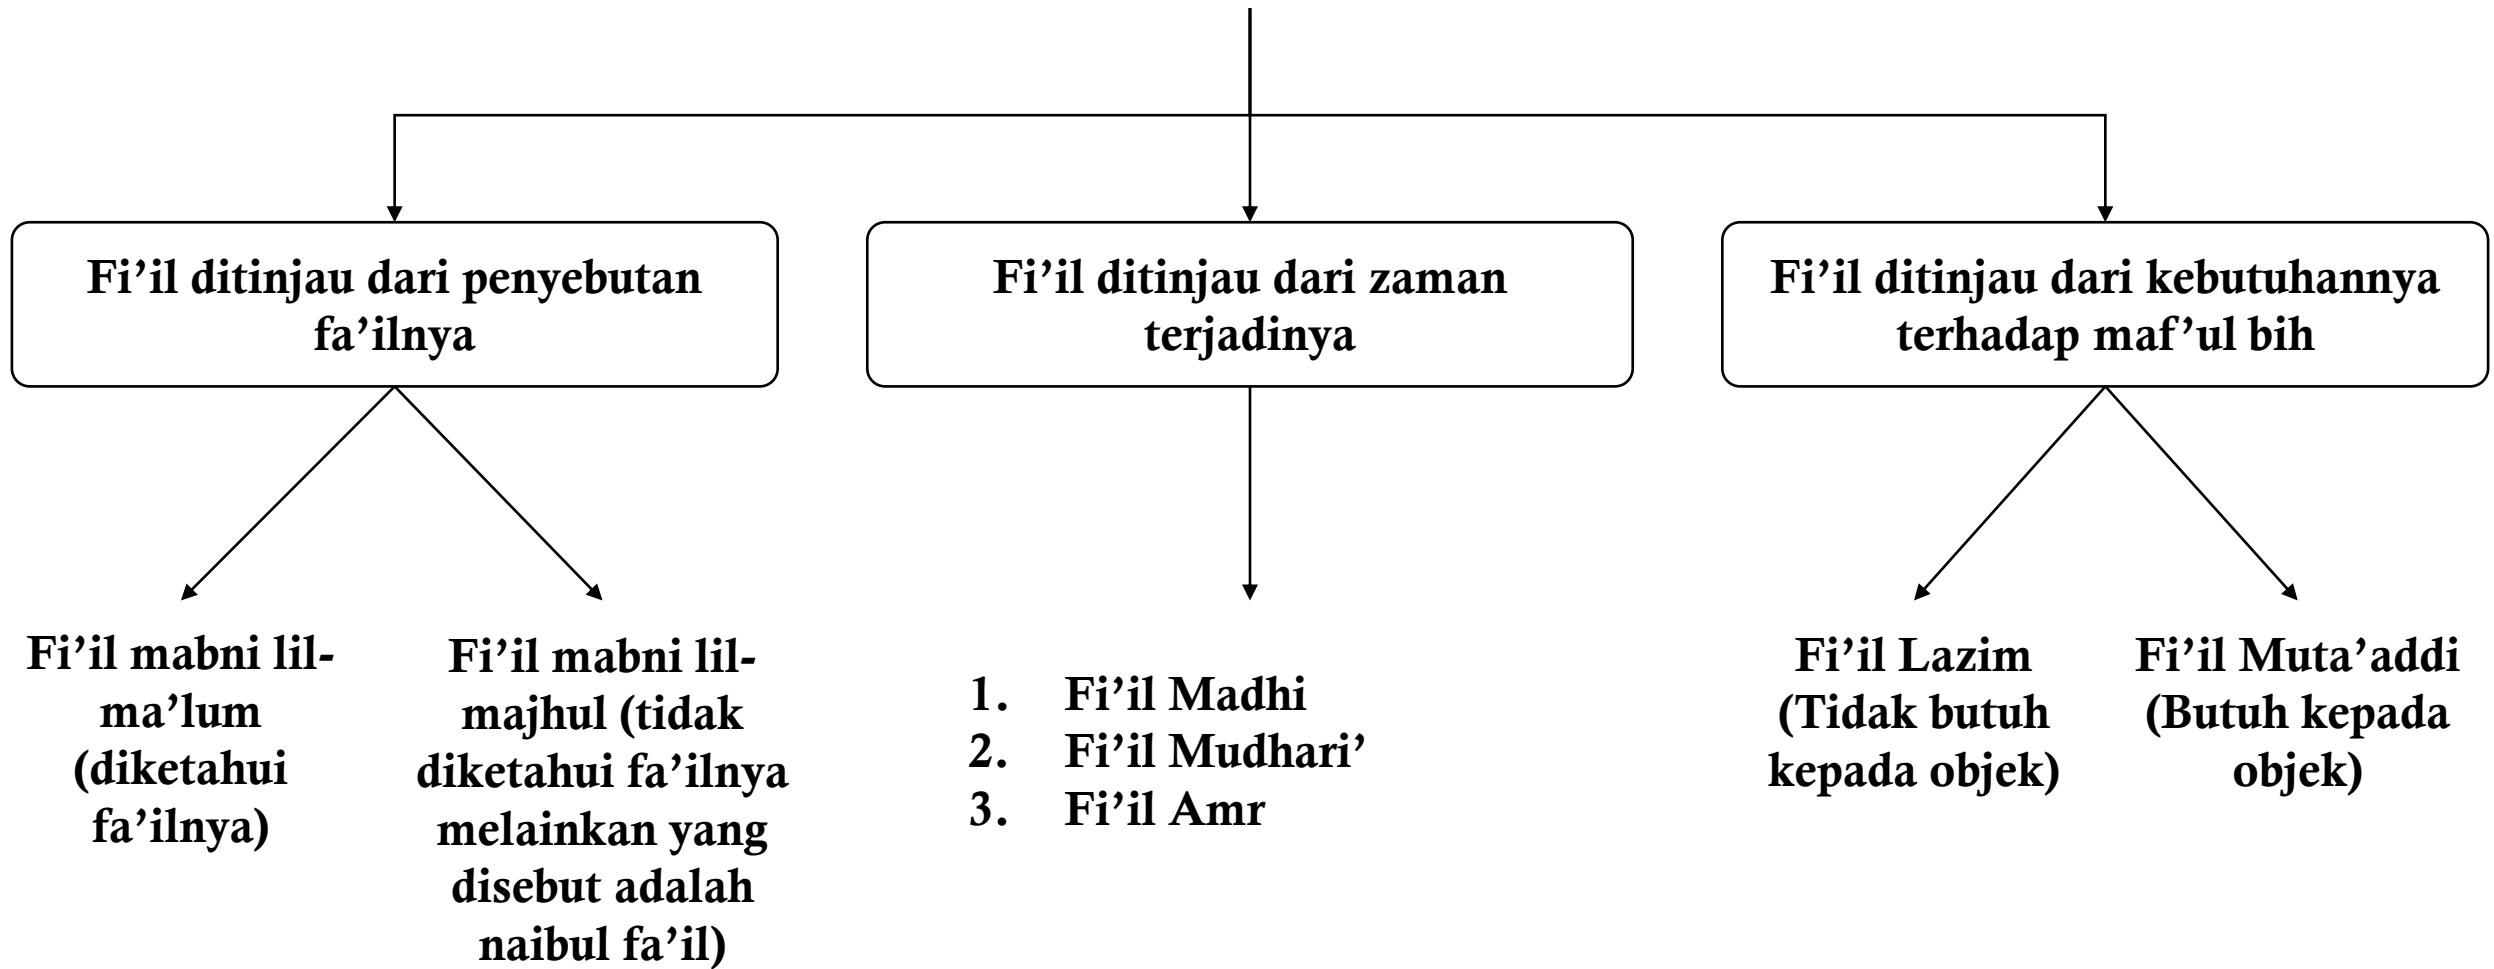 Fi’il ditinjau dari penyebutan
fa’ilnya
Fi’il ditinjau dari zaman
terjadinya
Fi’il ditinjau dari kebutuhannya
terhadap maf’ul bih
Fi’il mabni lil-
ma’lum
(diketahui
fa’ilnya)
Fi’il mabni lil-
majhul (tidak
diketahui fa’ilnya
melainkan yang
disebut adalah
naibul fa’il)
1. Fi’il Madhi
2. Fi’il Mudhari’
3. Fi’il Amr
Fi’il Lazim
(Tidak butuh
kepada objek)
Fi’il Muta’addi
(Butuh kepada
objek)